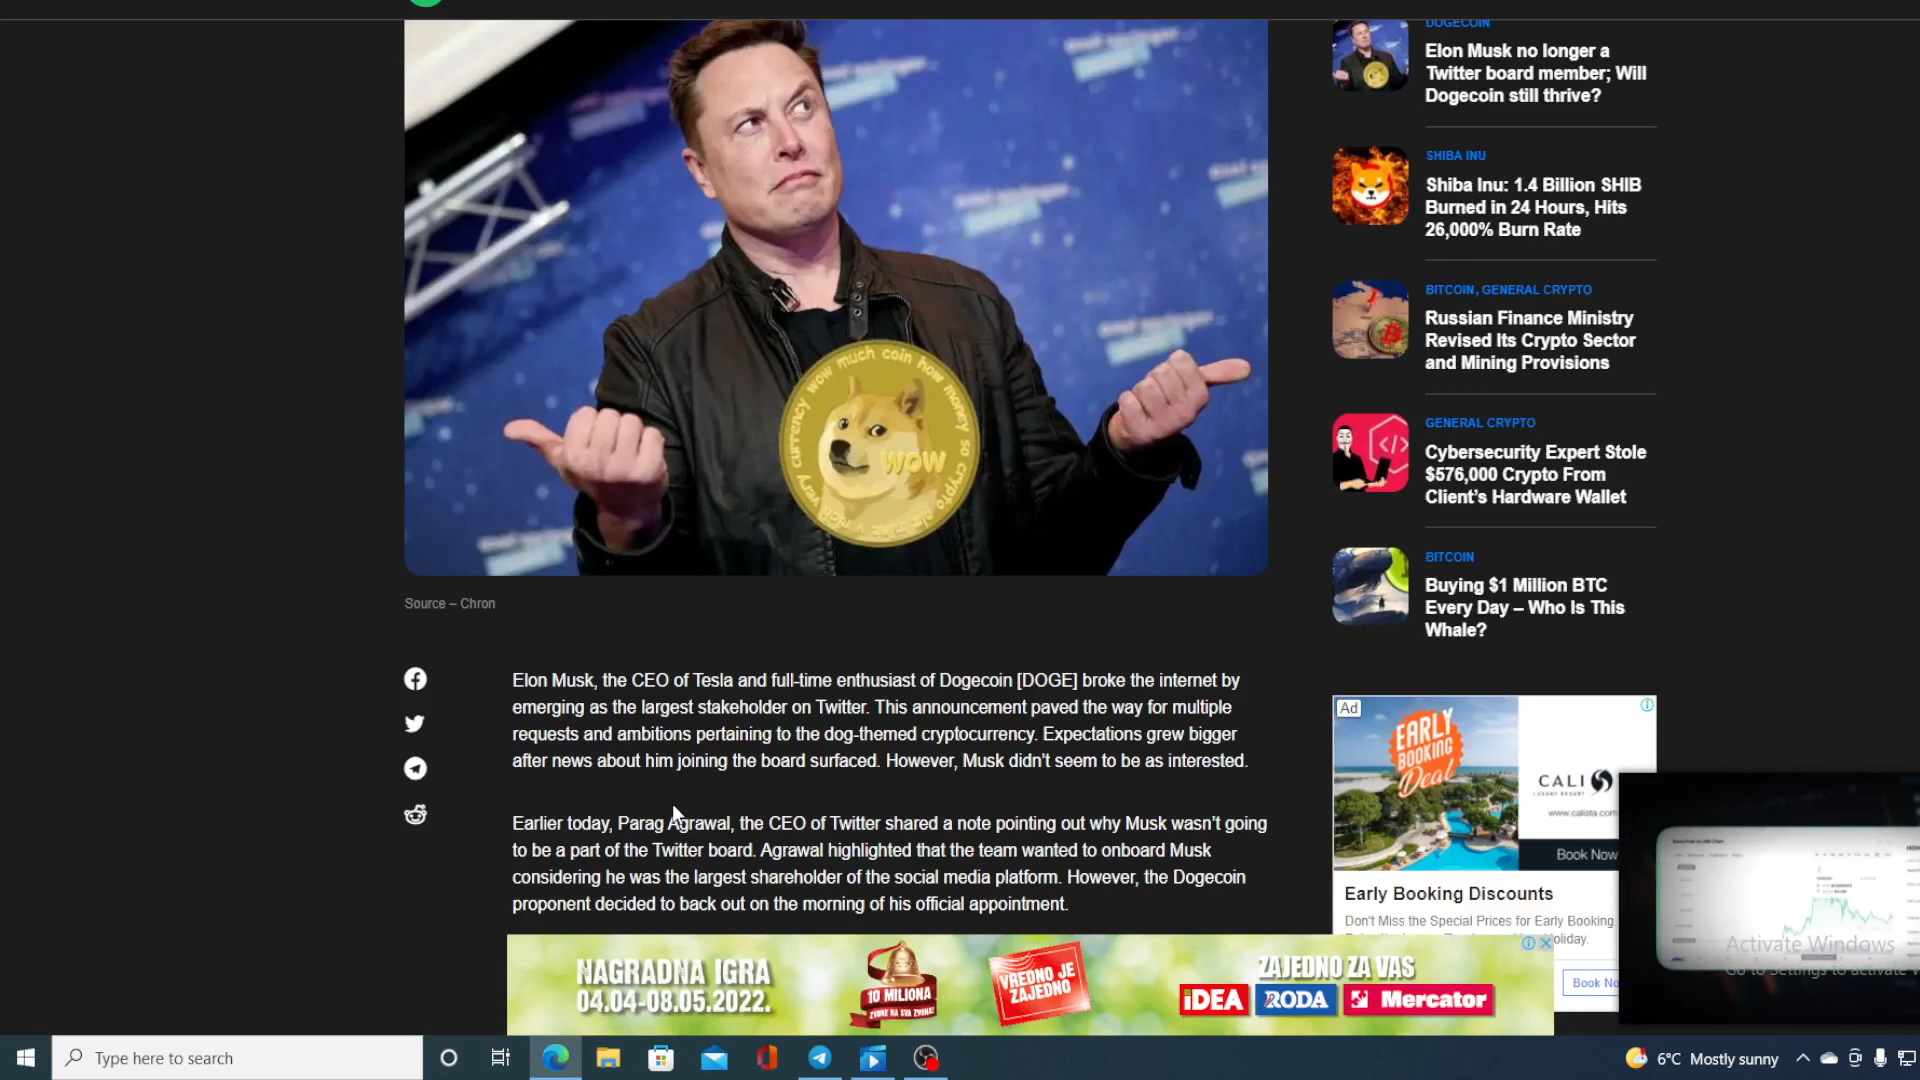 very currency wow much coin how money so crypto
wow
Source – Chron
Elon Musk, the CEO of Tesla and full-time enthusiast of Dogecoin [DOGE] broke the internet by
emerging as the largest stakeholder on Twitter. This announcement paved the way for multiple
requests and ambitions pertaining to the dog-themed cryptocurrency. Expectations grew bigger
after news about him joining the board surfaced. However, Musk didn't seem to be as interested.
Earlier today, Parag Agrawal, the CEO of Twitter shared a note pointing out why Musk wasn't going
to be a part of the Twitter board. Agrawal highlighted that the team wanted to onboard Musk
considering he was the largest shareholder of the social media platform. However, the Dogecoin
proponent decided to back out on the morning of his official appointment.
DOGECOIN
Elon Musk no longer a
Twitter board member; Will
Dogecoin still thrive?
SHIBA INU
Shiba Inu: 1.4 Billion SHIB
Burned in 24 Hours, Hits
26,000% Burn Rate
BITCOIN, GENERAL CRYPTO
Russian Finance Ministry
Revised Its Crypto Sector
and Mining Provisions
GENERAL CRYPTO
Cybersecurity Expert Stole
$576,000 Crypto From
Client's Hardware Wallet
BITCOIN
Buying $1 Million BTC
Every Day – Who Is This
Whale?
Ad
EARLY
BOOKING
Deal
CALI
www.calista.com
Book Now
Early Booking Discounts
Don't Miss the Special Prices for Early Booking.
Holiday.
Book No
Activate Windows
Go to Settings to activate W
NAGRADNA IGRA
04.04-08.05.2022.
10 MILIONA
VREDNO JE
ZAJEDNO
ZAJEDNO ZA VAS
IDEA RODA Mercator
Type here to search
6°C Mostly sunny